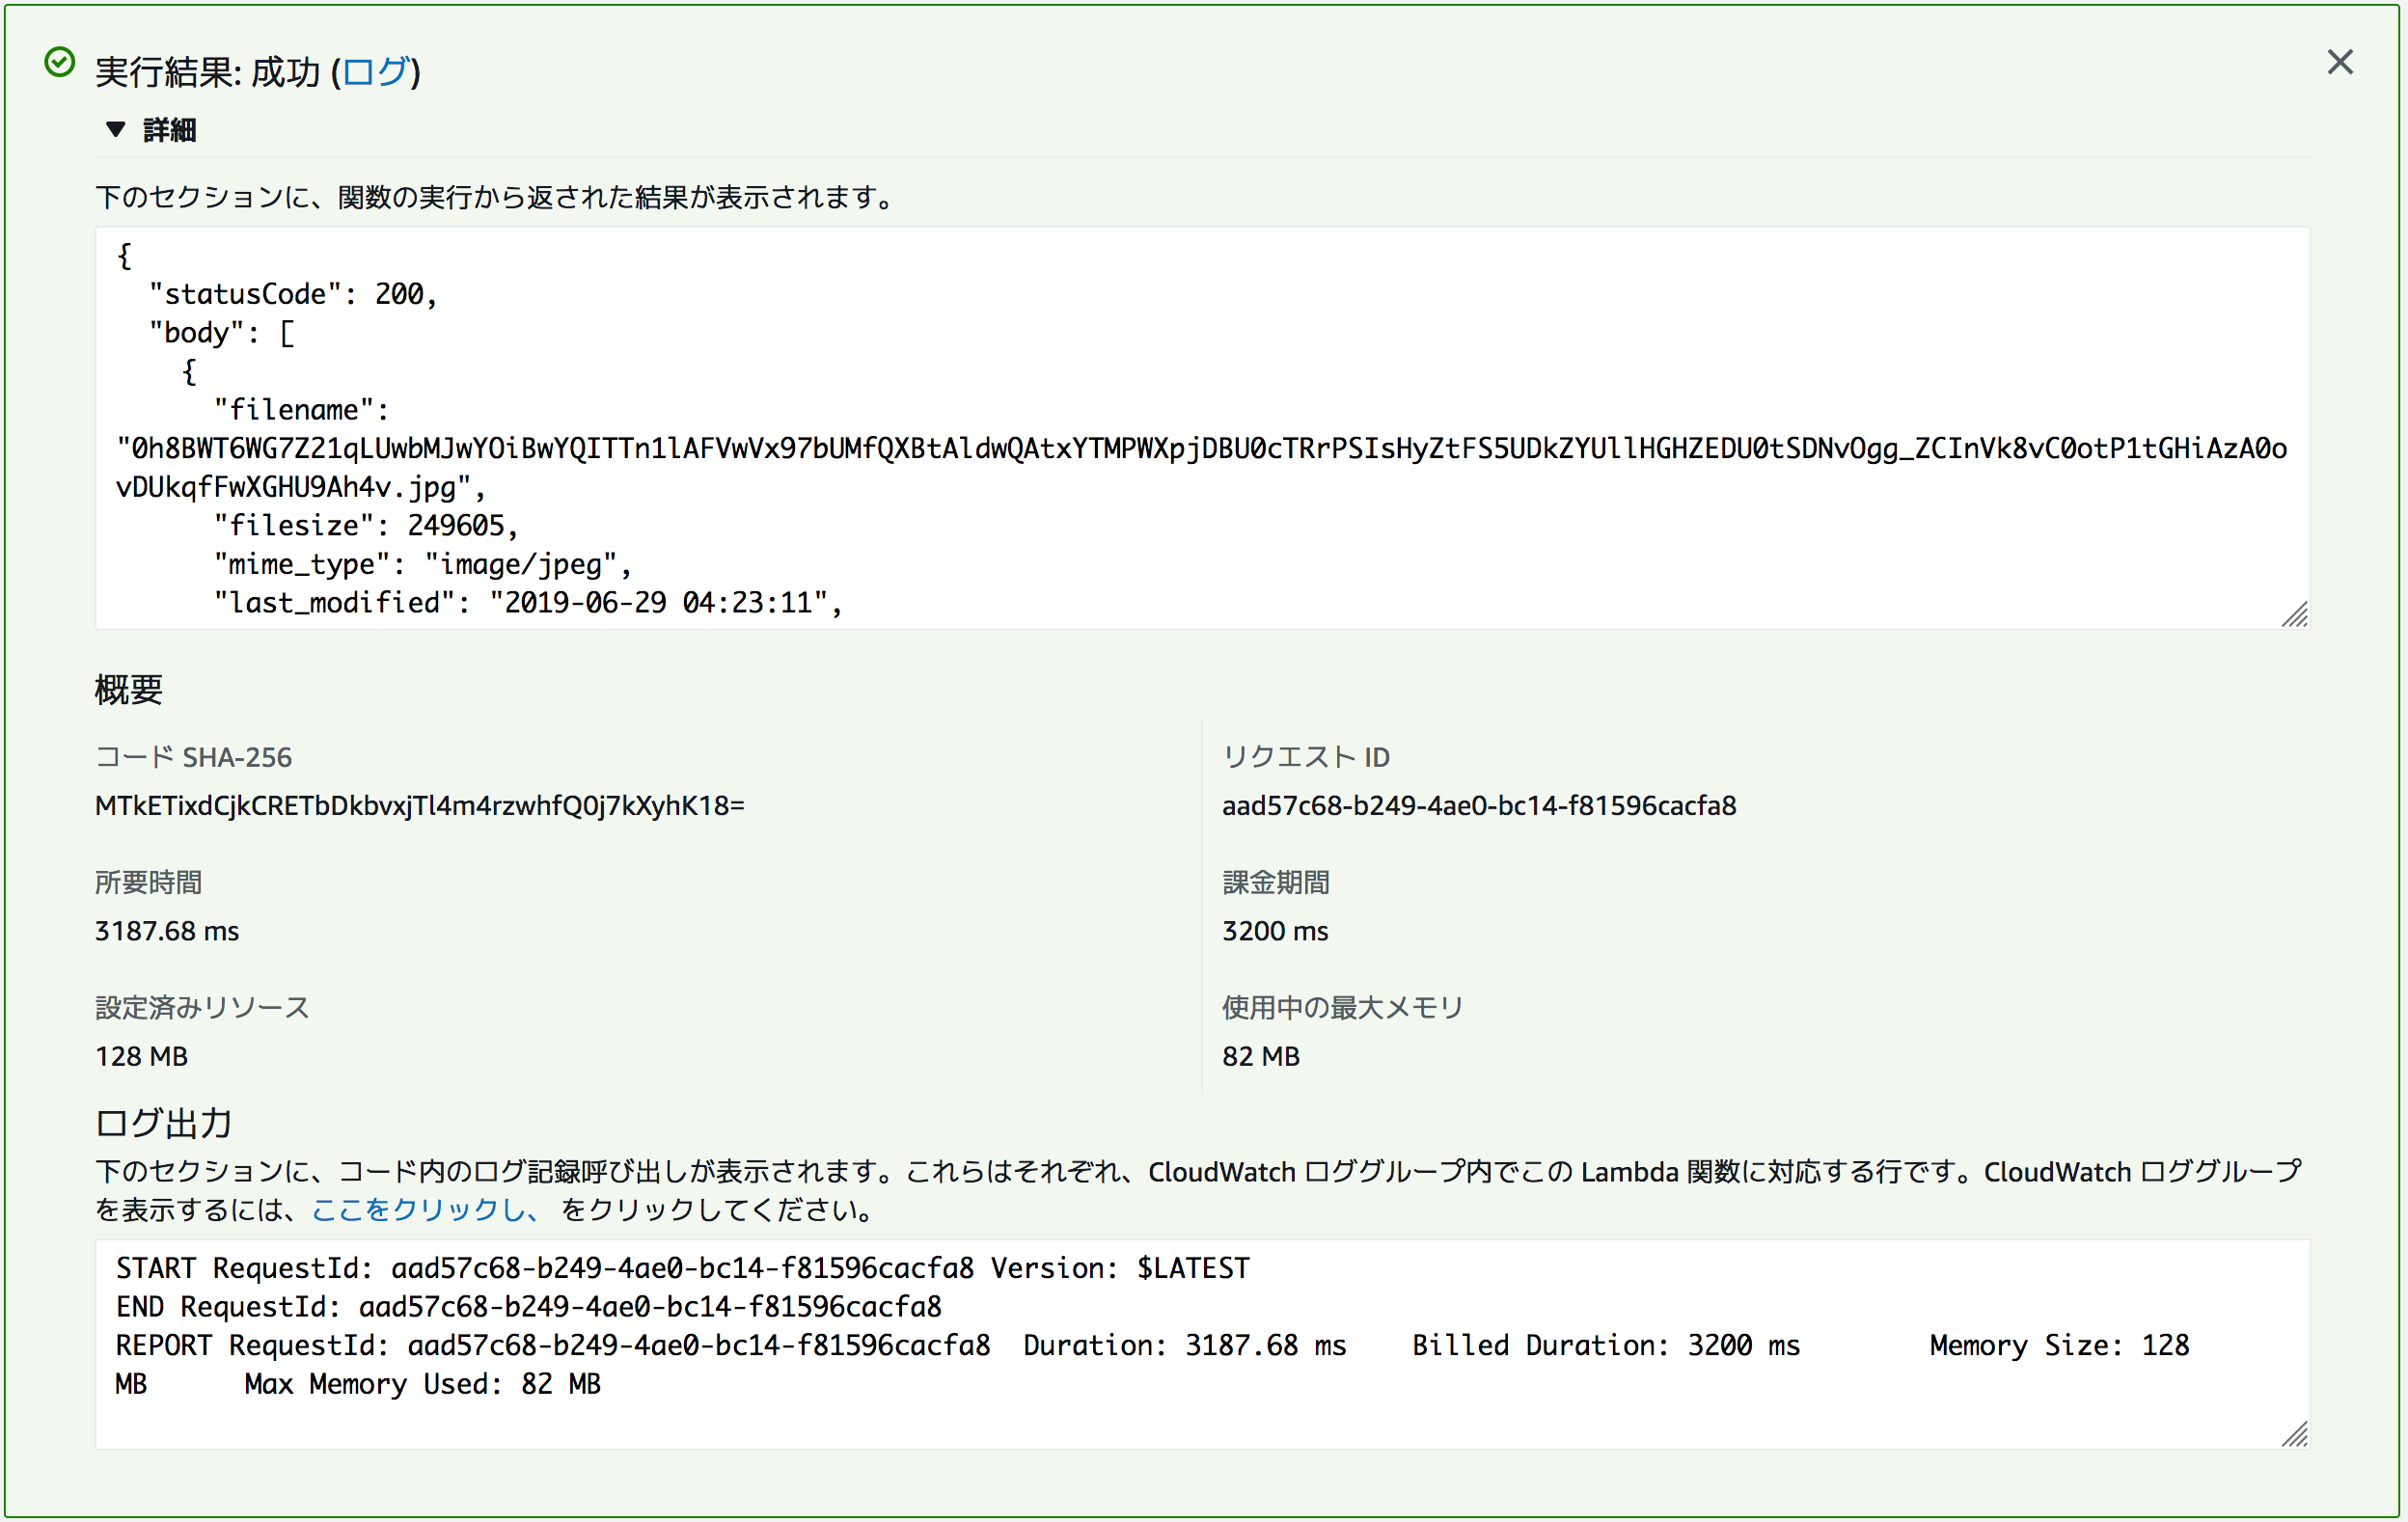 実行結果: 成功 (ログ)
▼ 詳細
下のセクションに、関数の実行から返された結果が表示されます。
{
  "statusCode": 200,
  "body": [
    {
      "filename":
"0h8BWT6WG7Z21qLUwbMJwYOiBwYQITTn1lAFVwVx97bUMfQXBtAldwQAtxYTMPWXpjDBU0cTRrPSIsHyZtFS5UDkZYUllHGHZEDU0tSDNvOgg_ZCInVk8vC0otP1tGHiAzA0o
vDUkqfFwXGHU9Ah4v.jpg",
      "filesize": 249605,
      "mime_type": "image/jpeg",
      "last_modified": "2019-06-29 04:23:11",
概要
コード SHA-256
MTkETixdCjkCRETbDkbvxjTl4m4rzwhfQ0j7kXyhK18=
リクエスト ID
aad57c68-b249-4ae0-bc14-f81596cacfa8
所要時間
3187.68 ms
課金期間
3200 ms
設定済みリソース
128 MB
使用中の最大メモリ
82 MB
ログ出力
下のセクションに、コード内のログ記録呼び出しが表示されます。これらはそれぞれ、CloudWatch ロググループ内でこの Lambda 関数に対応する行です。CloudWatch ロググループ
を表示するには、ここをクリックし、 をクリックしてください。
START RequestId: aad57c68-b249-4ae0-bc14-f81596cacfa8 Version: $LATEST
END RequestId: aad57c68-b249-4ae0-bc14-f81596cacfa8
REPORT RequestId: aad57c68-b249-4ae0-bc14-f81596cacfa8  Duration: 3187.68 ms    Billed Duration: 3200 ms        Memory Size: 128
MB      Max Memory Used: 82 MB